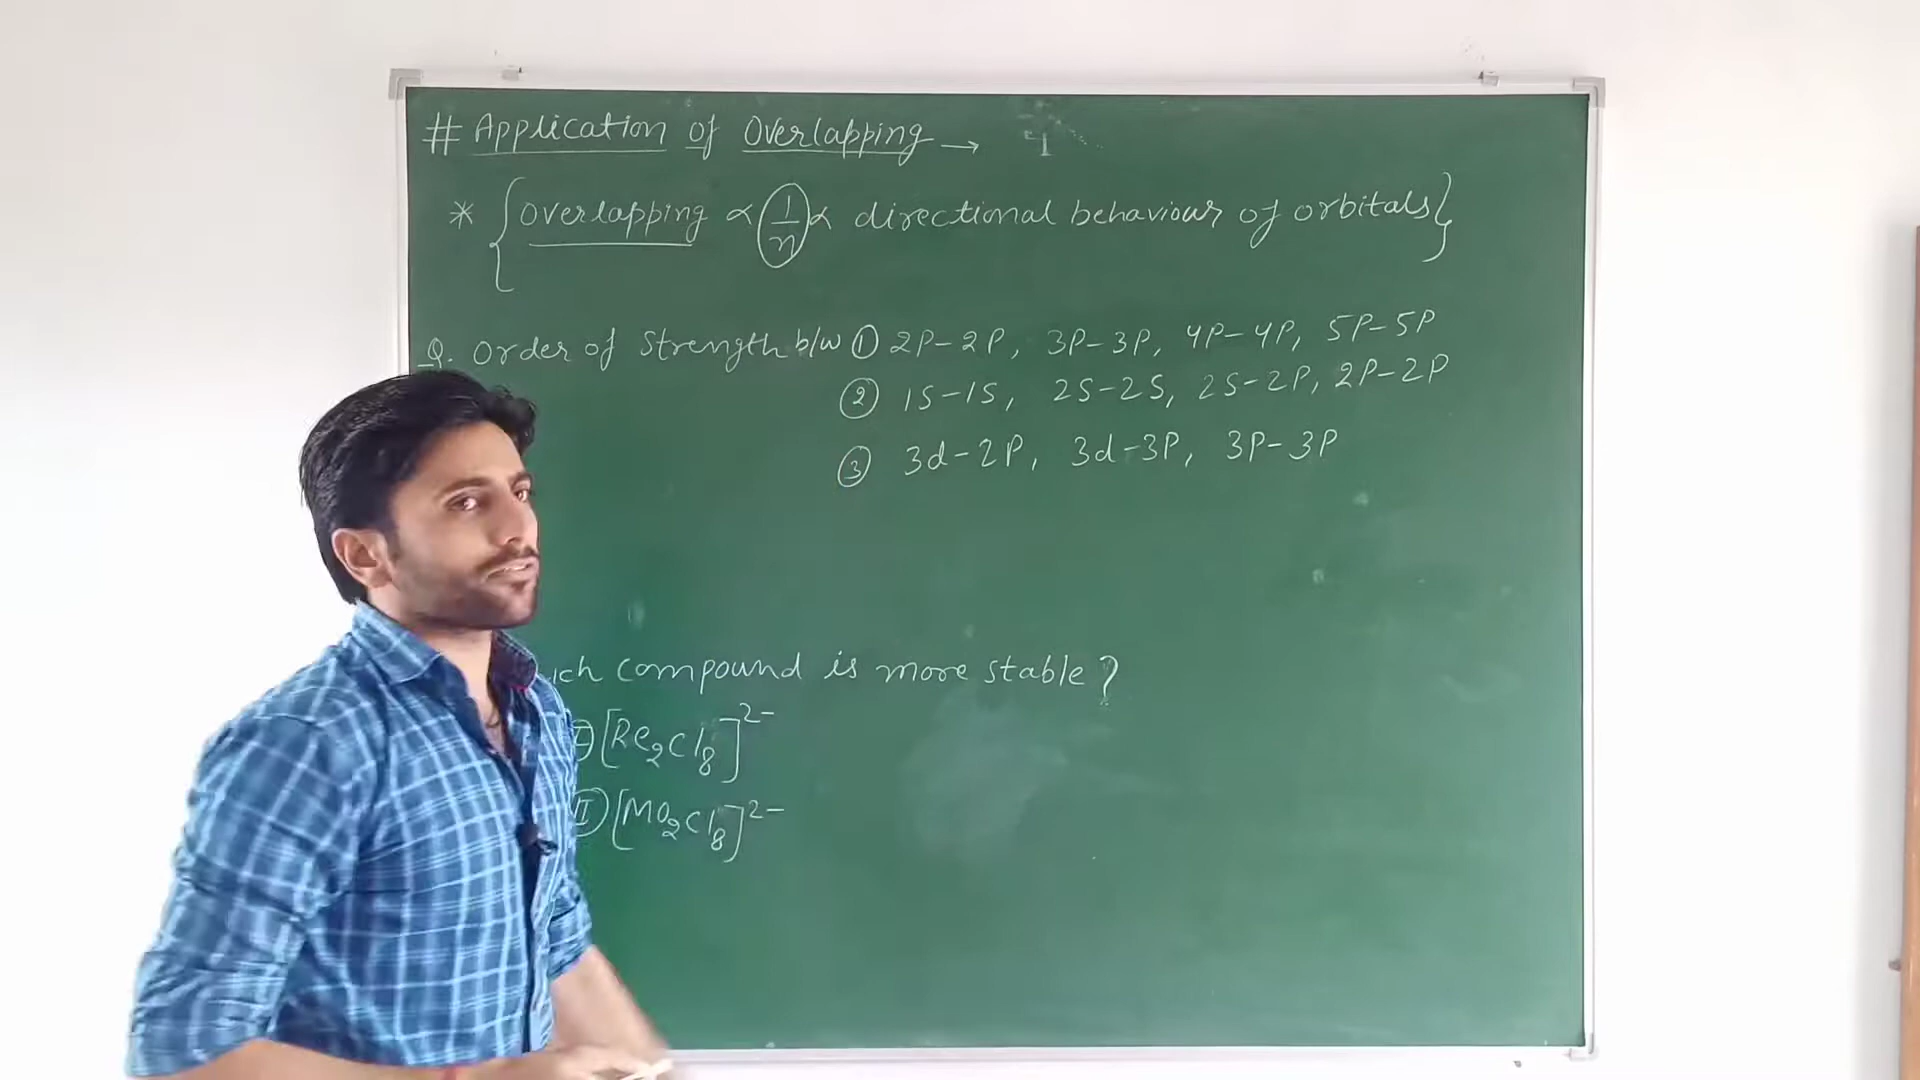 # Application of Overlapping →
* { Overlapping ∝ 1/n ∝ directional behaviour of orbitals }
Q. Order of Strength b/w ① 2P-2P, 3P-3P, 4P-4P, 5P-5P
② 1S-1S, 2S-2S, 2S-2P, 2P-2P
③ 3d-2P, 3d-3P, 3P-3P
compound is more stable?
Ⓘ [Re₂Cl₈]²⁻
Ⓘⓘ [MO₂Cl₈]²⁻